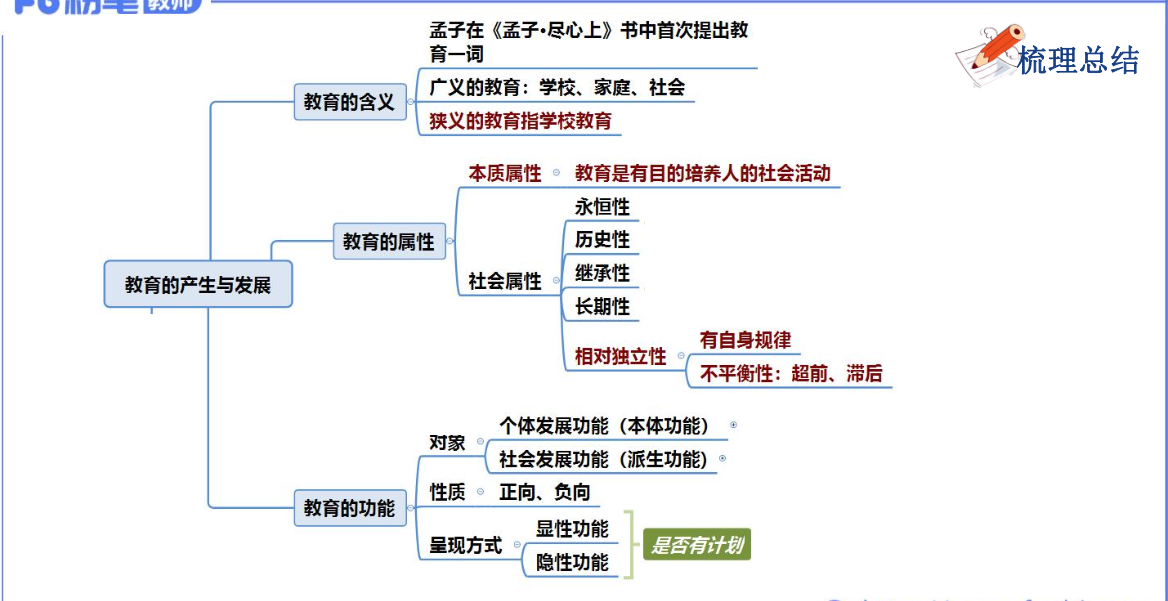 粉笔教师
梳理总结
孟子在《孟子·尽心上》书中首次提出教
育一词
教育的含义
广义的教育：学校、家庭、社会
狭义的教育指学校教育
本质属性
教育是有目的培养人的社会活动
永恒性
教育的属性
历史性
社会属性
继承性
教育的产生与发展
长期性
相对独立性
有自身规律
不平衡性：超前、滞后
对象
个体发展功能（本体功能）
社会发展功能（派生功能）
教育的功能
性质
正向、负向
呈现方式
显性功能
隐性功能
是否有计划